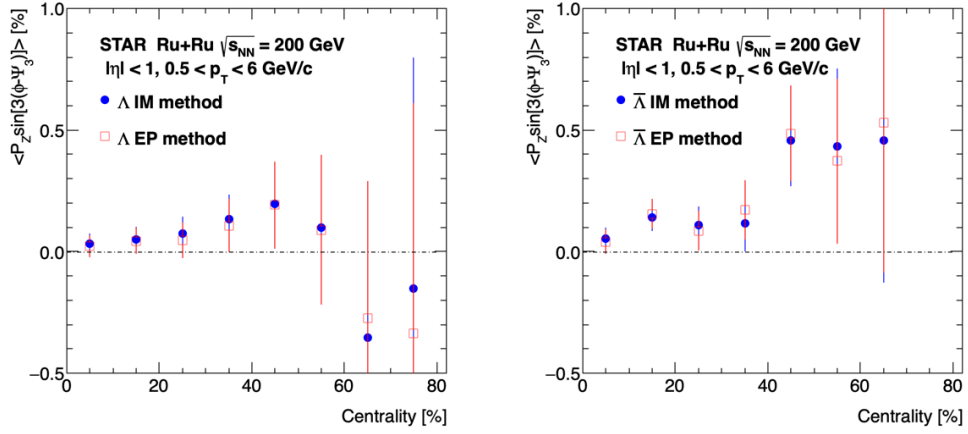 <P_Z sin[3(φ-Ψ_3)]> [%]
1.0
0.5
0.0
−0.5
STAR Ru+Ru √s_NN = 200 GeV
|η| < 1, 0.5 < p_T < 6 GeV/c
Λ IM method
Λ EP method
0 20 40 60 80
Centrality [%]
<P_Z sin[3(φ-Ψ_3)]> [%]
1.0
0.5
0.0
−0.5
STAR Ru+Ru √s_NN = 200 GeV
|η| < 1, 0.5 < p_T < 6 GeV/c
Λ̅ IM method
Λ̅ EP method
0 20 40 60 80
Centrality [%]